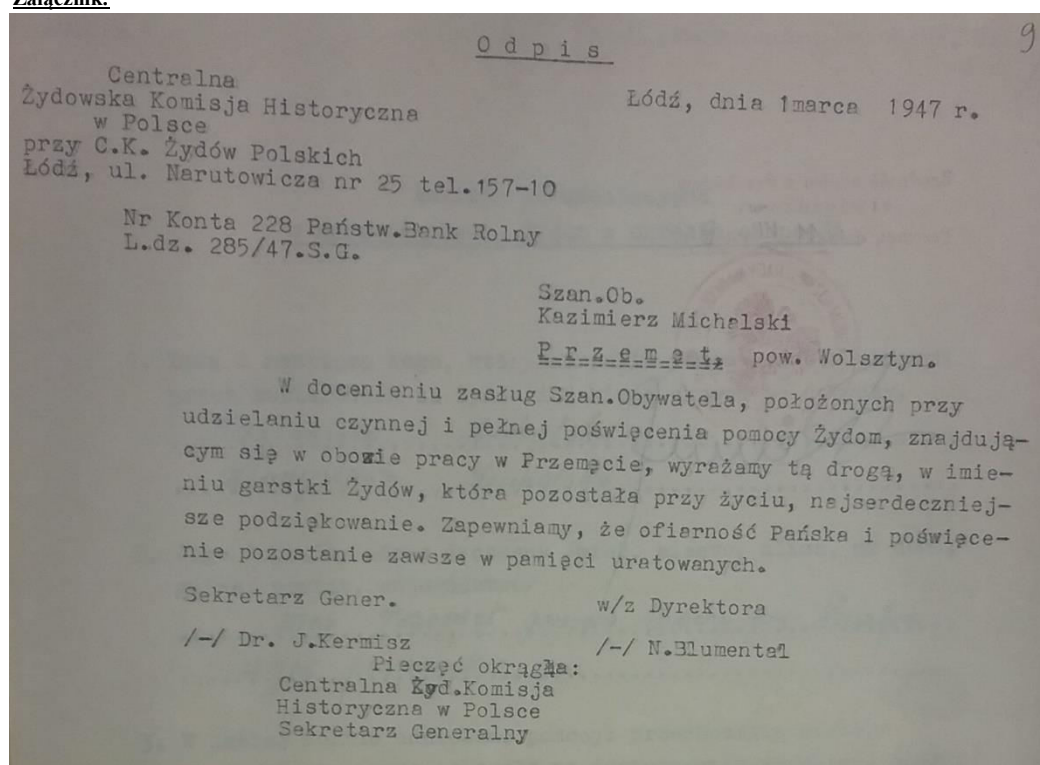 Załącznik.
9
O d p i s
Centralna
Żydowska Komisja Historyczna
w Polsce
przy C.K. Żydów Polskich
Łódź, ul. Narutowicza nr 25 tel.157-10
Łódź, dnia 1marca 1947 r.
Nr Konta 228 Państw.Bank Rolny
L.dz. 285/47.S.G.
Szan.Ob.
Kazimierz Michalski
P_r_z_e_m_ę_t, pow. Wolsztyn.
W docenieniu zasług Szan.Obywatela, położonych przy
udzielaniu czynnej i pełnej poświęcenia pomocy Żydom, znajdują-
cym się w obozie pracy w Przemęcie, wyrażamy tą drogą, w imie-
niu garstki Żydów, która pozostała przy życiu, najserdeczniej-
sze podziękowanie. Zapewniamy, że ofiarność Pańska i poświęce-
nie pozostanie zawsze w pamięci uratowanych.
Sekretarz Gener. w/z Dyrektora
/-/ Dr. J.Kermisz /-/ N.Blumental
Pieczęć okrągła:
Centralna Żyd.Komisja
Historyczna w Polsce
Sekretarz Generalny